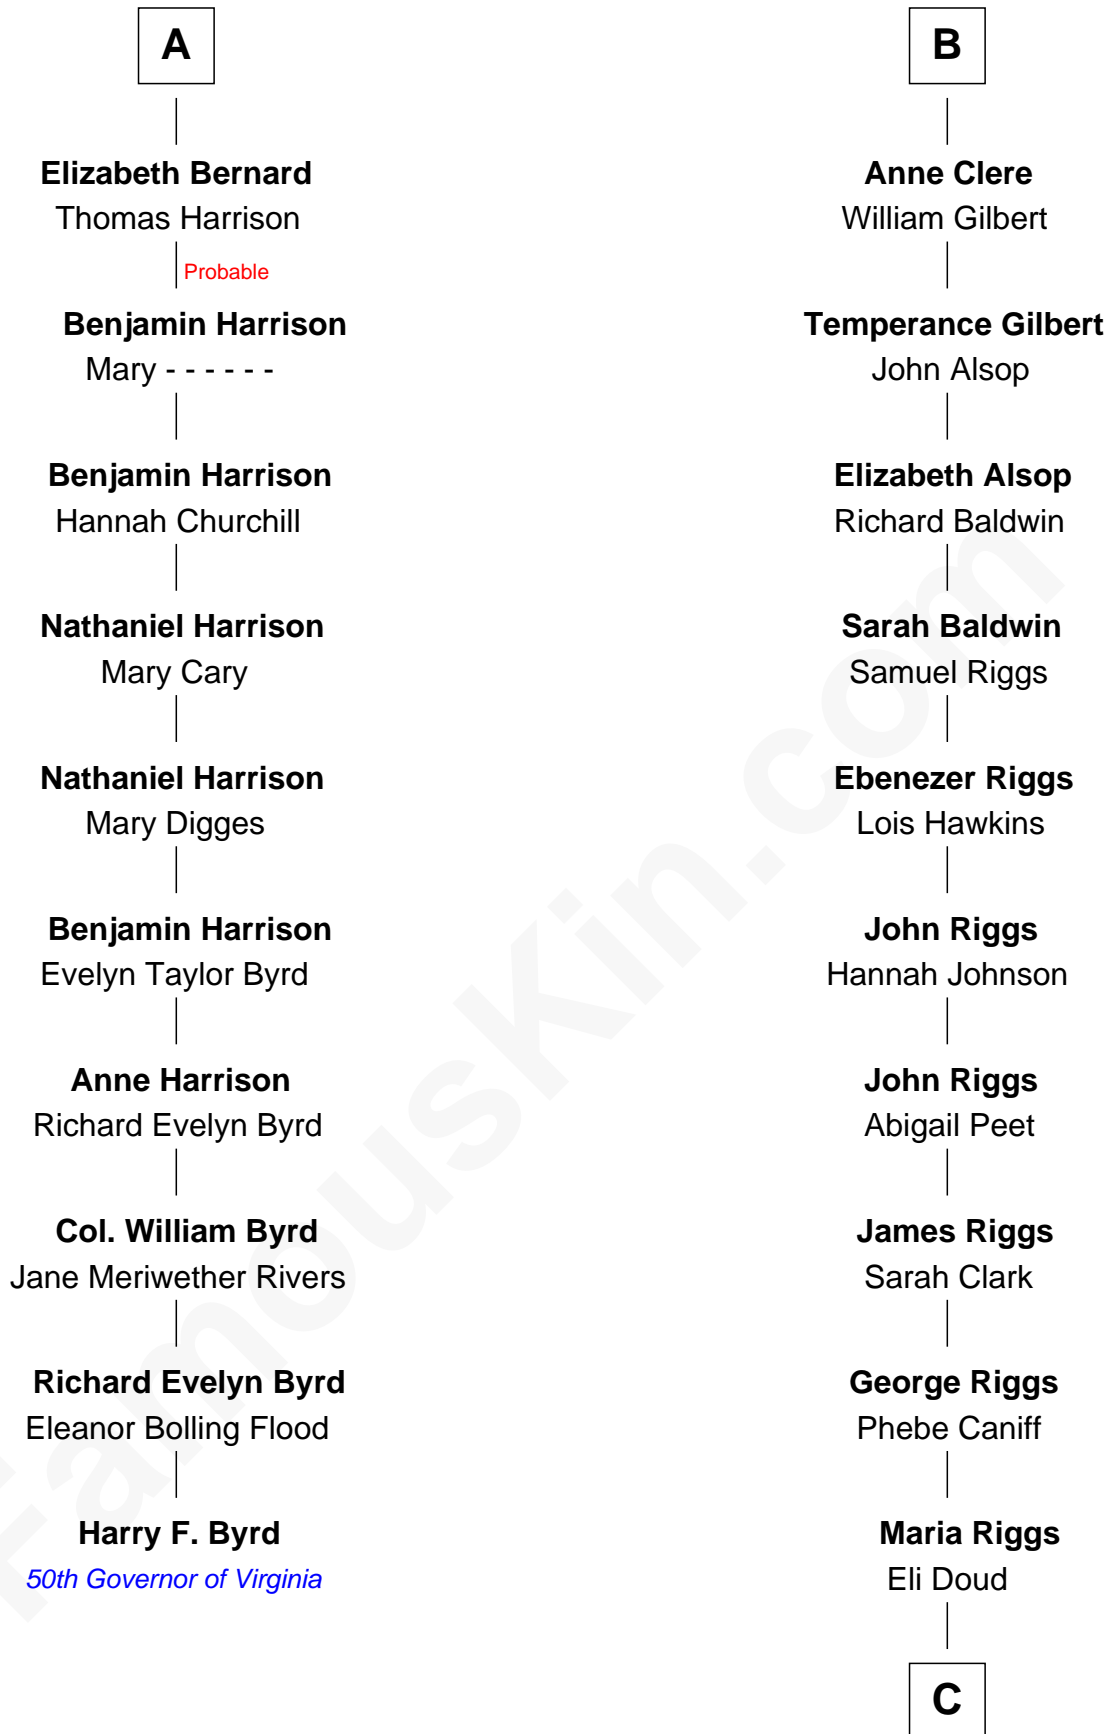 A
Elizabeth Bernard
Thomas Harrison
Probable
Benjamin Harrison
Mary - - - - - -
Benjamin Harrison
Hannah Churchill
Nathaniel Harrison
Mary Cary
Nathaniel Harrison
Mary Digges
Benjamin Harrison
Evelyn Taylor Byrd
Anne Harrison
Richard Evelyn Byrd
Col. William Byrd
Jane Meriwether Rivers
Richard Evelyn Byrd
Eleanor Bolling Flood
Harry F. Byrd
50th Governor of Virginia
B
Anne Clere
William Gilbert
Temperance Gilbert
John Alsop
Elizabeth Alsop
Richard Baldwin
Sarah Baldwin
Samuel Riggs
Ebenezer Riggs
Lois Hawkins
John Riggs
Hannah Johnson
John Riggs
Abigail Peet
James Riggs
Sarah Clark
George Riggs
Phebe Caniff
Maria Riggs
Eli Doud
C
FamousKin.com